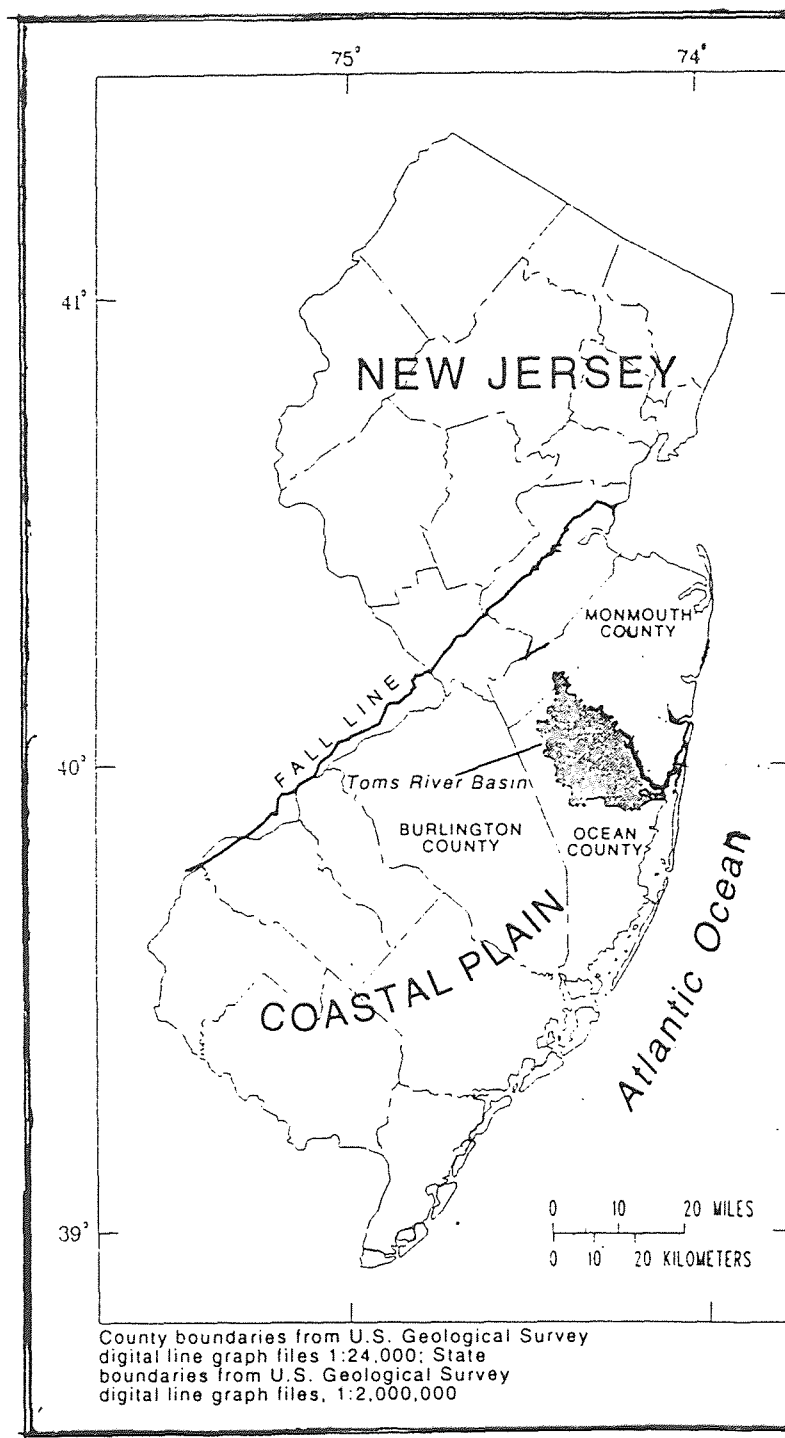 75°
74°
41°
NEW JERSEY
MONMOUTH
COUNTY
FALL LINE
40°
Toms River Basin
BURLINGTON
COUNTY
OCEAN
COUNTY
COASTAL PLAIN
Atlantic Ocean
39°
0 10 20 MILES
0 10 20 KILOMETERS
County boundaries from U.S. Geological Survey
digital line graph files 1:24,000; State
boundaries from U.S. Geological Survey
digital line graph files, 1:2,000,000